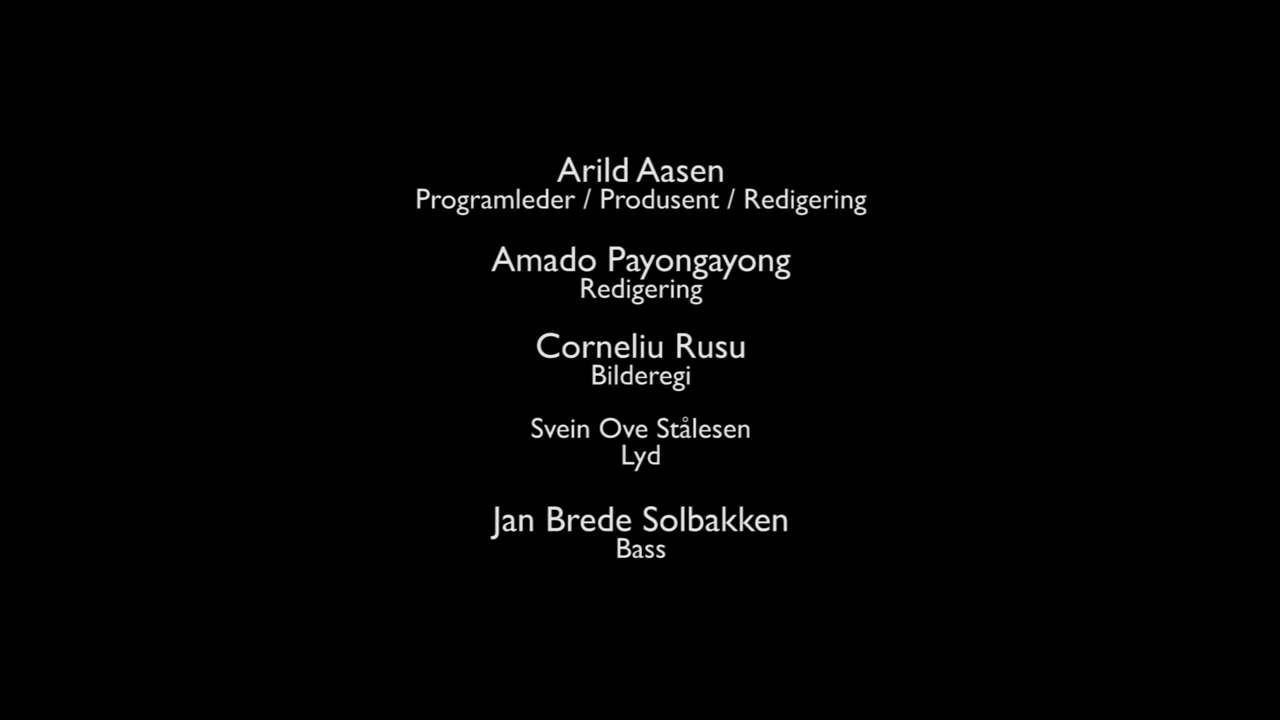 Arild Aasen
Programleder / Produsent / Redigering
Amado Payongayong
Redigering
Corneliu Rusu
Bilderegi
Svein Ove Stålesen
Lyd
Jan Brede Solbakken
Bass